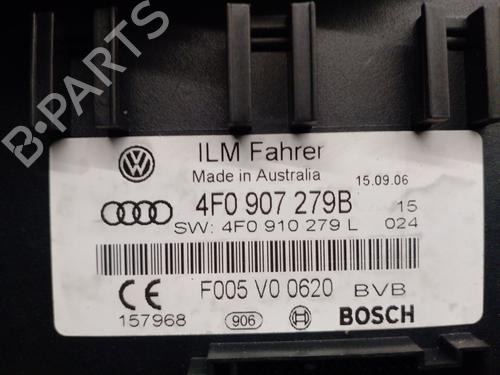 B-PARTS
ILM Fahrer
Made in Australia 15.09.06
4F0 907 279B 15
SW: 4F0 910 279 L 024
F005 V0 0620 BVB
157968 906 BOSCH